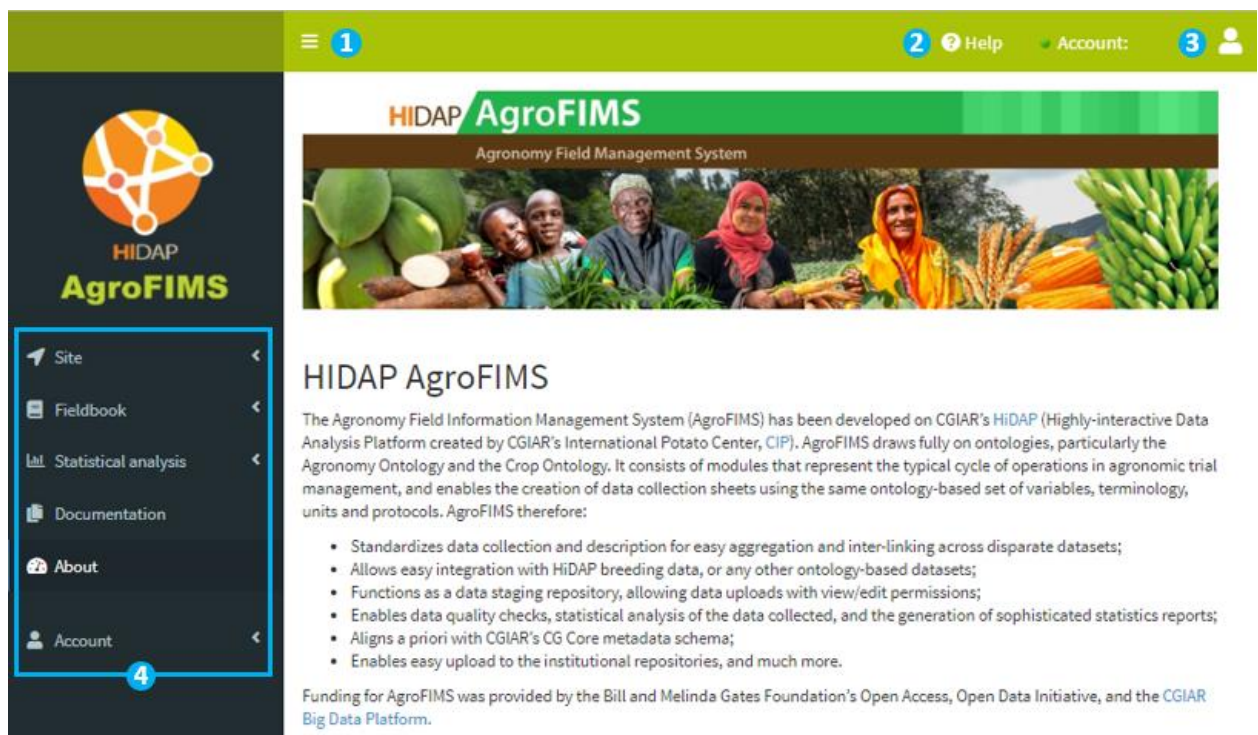 1
2
Help
Account:
3
HIDAP AgroFIMS
Agronomy Field Management System
HIDAP
AgroFIMS
Site
Fieldbook
Statistical analysis
Documentation
About
Account
4
HIDAP AgroFIMS
The Agronomy Field Information Management System (AgroFIMS) has been developed on CGIAR's HiDAP (Highly-interactive Data
Analysis Platform created by CGIAR's International Potato Center, CIP). AgroFIMS draws fully on ontologies, particularly the
Agronomy Ontology and the Crop Ontology. It consists of modules that represent the typical cycle of operations in agronomic trial
management, and enables the creation of data collection sheets using the same ontology-based set of variables, terminology,
units and protocols. AgroFIMS therefore:
• Standardizes data collection and description for easy aggregation and inter-linking across disparate datasets;
• Allows easy integration with HiDAP breeding data, or any other ontology-based datasets;
• Functions as a data staging repository, allowing data uploads with view/edit permissions;
• Enables data quality checks, statistical analysis of the data collected, and the generation of sophisticated statistics reports;
• Aligns a priori with CGIAR's CG Core metadata schema;
• Enables easy upload to the institutional repositories, and much more.
Funding for AgroFIMS was provided by the Bill and Melinda Gates Foundation's Open Access, Open Data Initiative, and the CGIAR
Big Data Platform.